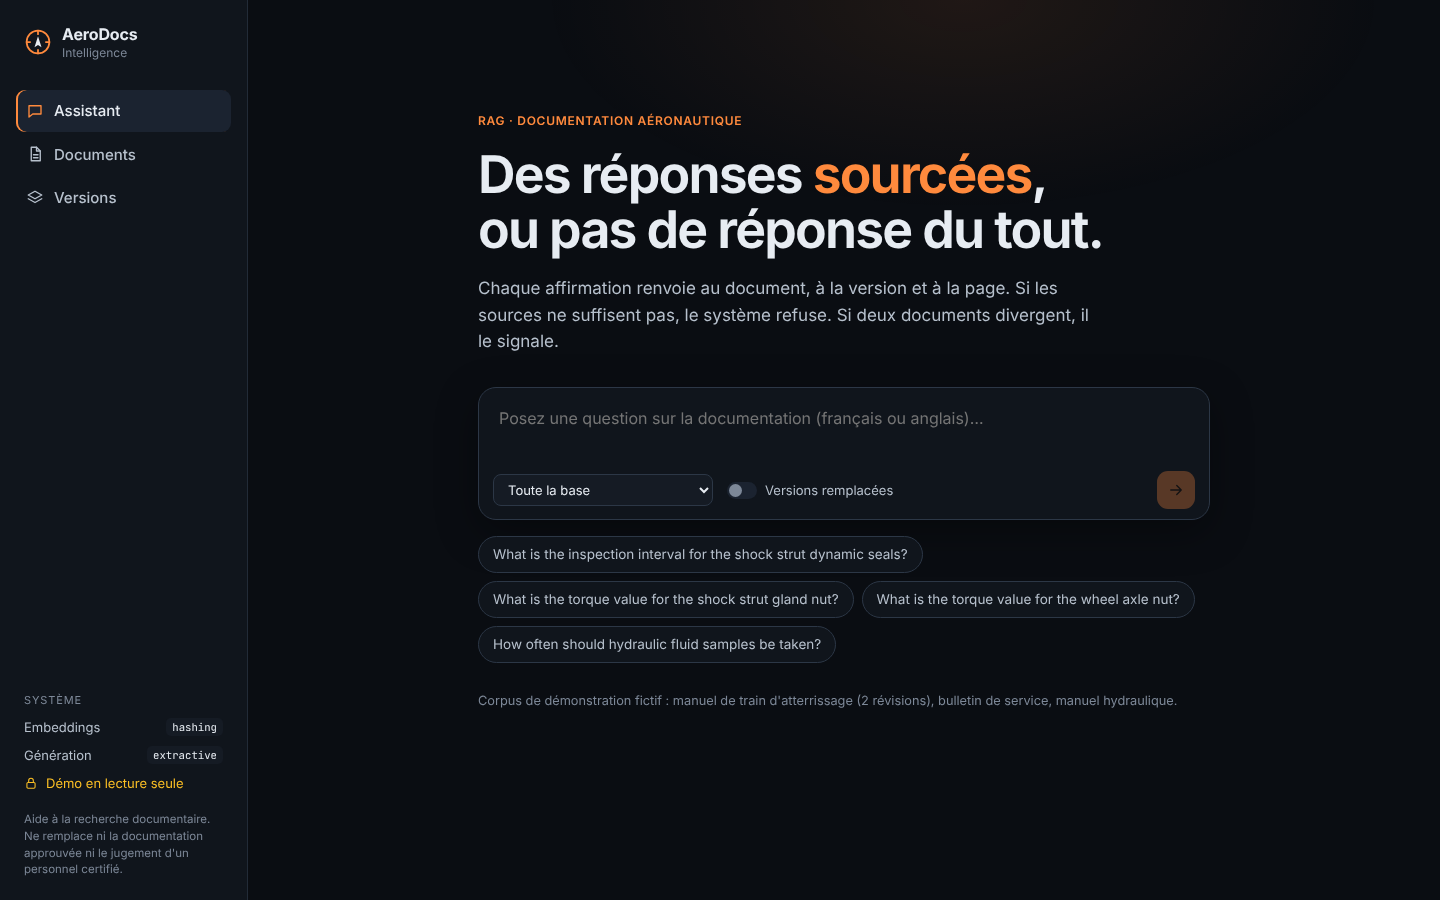 AeroDocs
Intelligence
Assistant
Documents
Versions
SYSTÈME
Embeddings hashing
Génération extractive
Démo en lecture seule
Aide à la recherche documentaire.
Ne remplace ni la documentation
approuvée ni le jugement d'un
personnel certifié.
RAG · DOCUMENTATION AÉRONAUTIQUE
Des réponses sourcées,
ou pas de réponse du tout.
Chaque affirmation renvoie au document, à la version et à la page. Si les
sources ne suffisent pas, le système refuse. Si deux documents divergent, il
le signale.
Posez une question sur la documentation (français ou anglais)...
Toute la base Versions remplacées
What is the inspection interval for the shock strut dynamic seals?
What is the torque value for the shock strut gland nut? What is the torque value for the wheel axle nut?
How often should hydraulic fluid samples be taken?
Corpus de démonstration fictif : manuel de train d'atterrissage (2 révisions), bulletin de service, manuel hydraulique.